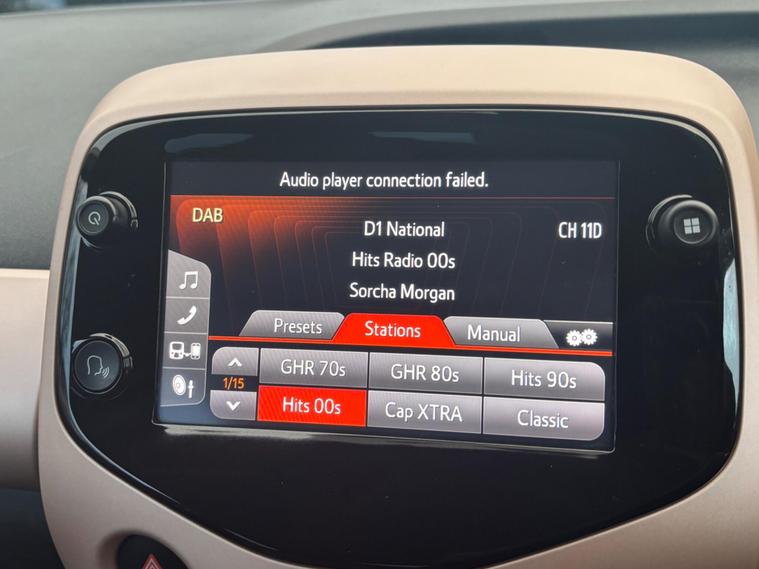 Audio player connection failed.
DAB
D1 National
CH 11D
Hits Radio 00s
Sorcha Morgan
Presets
Stations
Manual
1/15
GHR 70s
GHR 80s
Hits 90s
Hits 00s
Cap XTRA
Classic